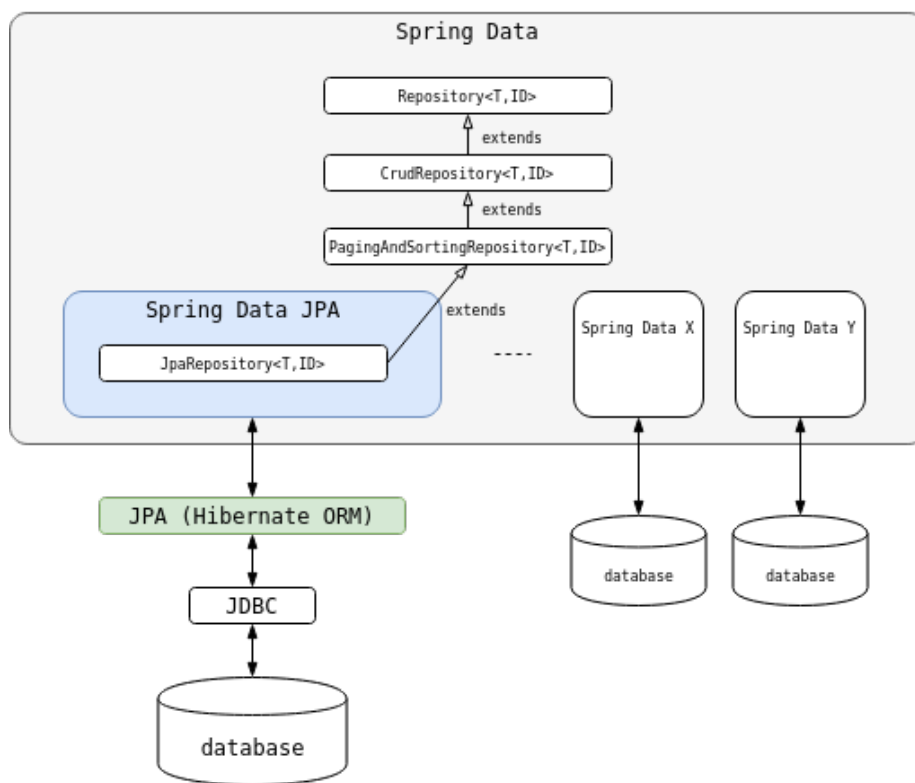 Spring Data
Repository<T,ID>
extends
CrudRepository<T,ID>
extends
PagingAndSortingRepository<T,ID>
extends
Spring Data JPA
JpaRepository<T,ID>
Spring Data X
Spring Data Y
JPA (Hibernate ORM)
JDBC
database
database
database